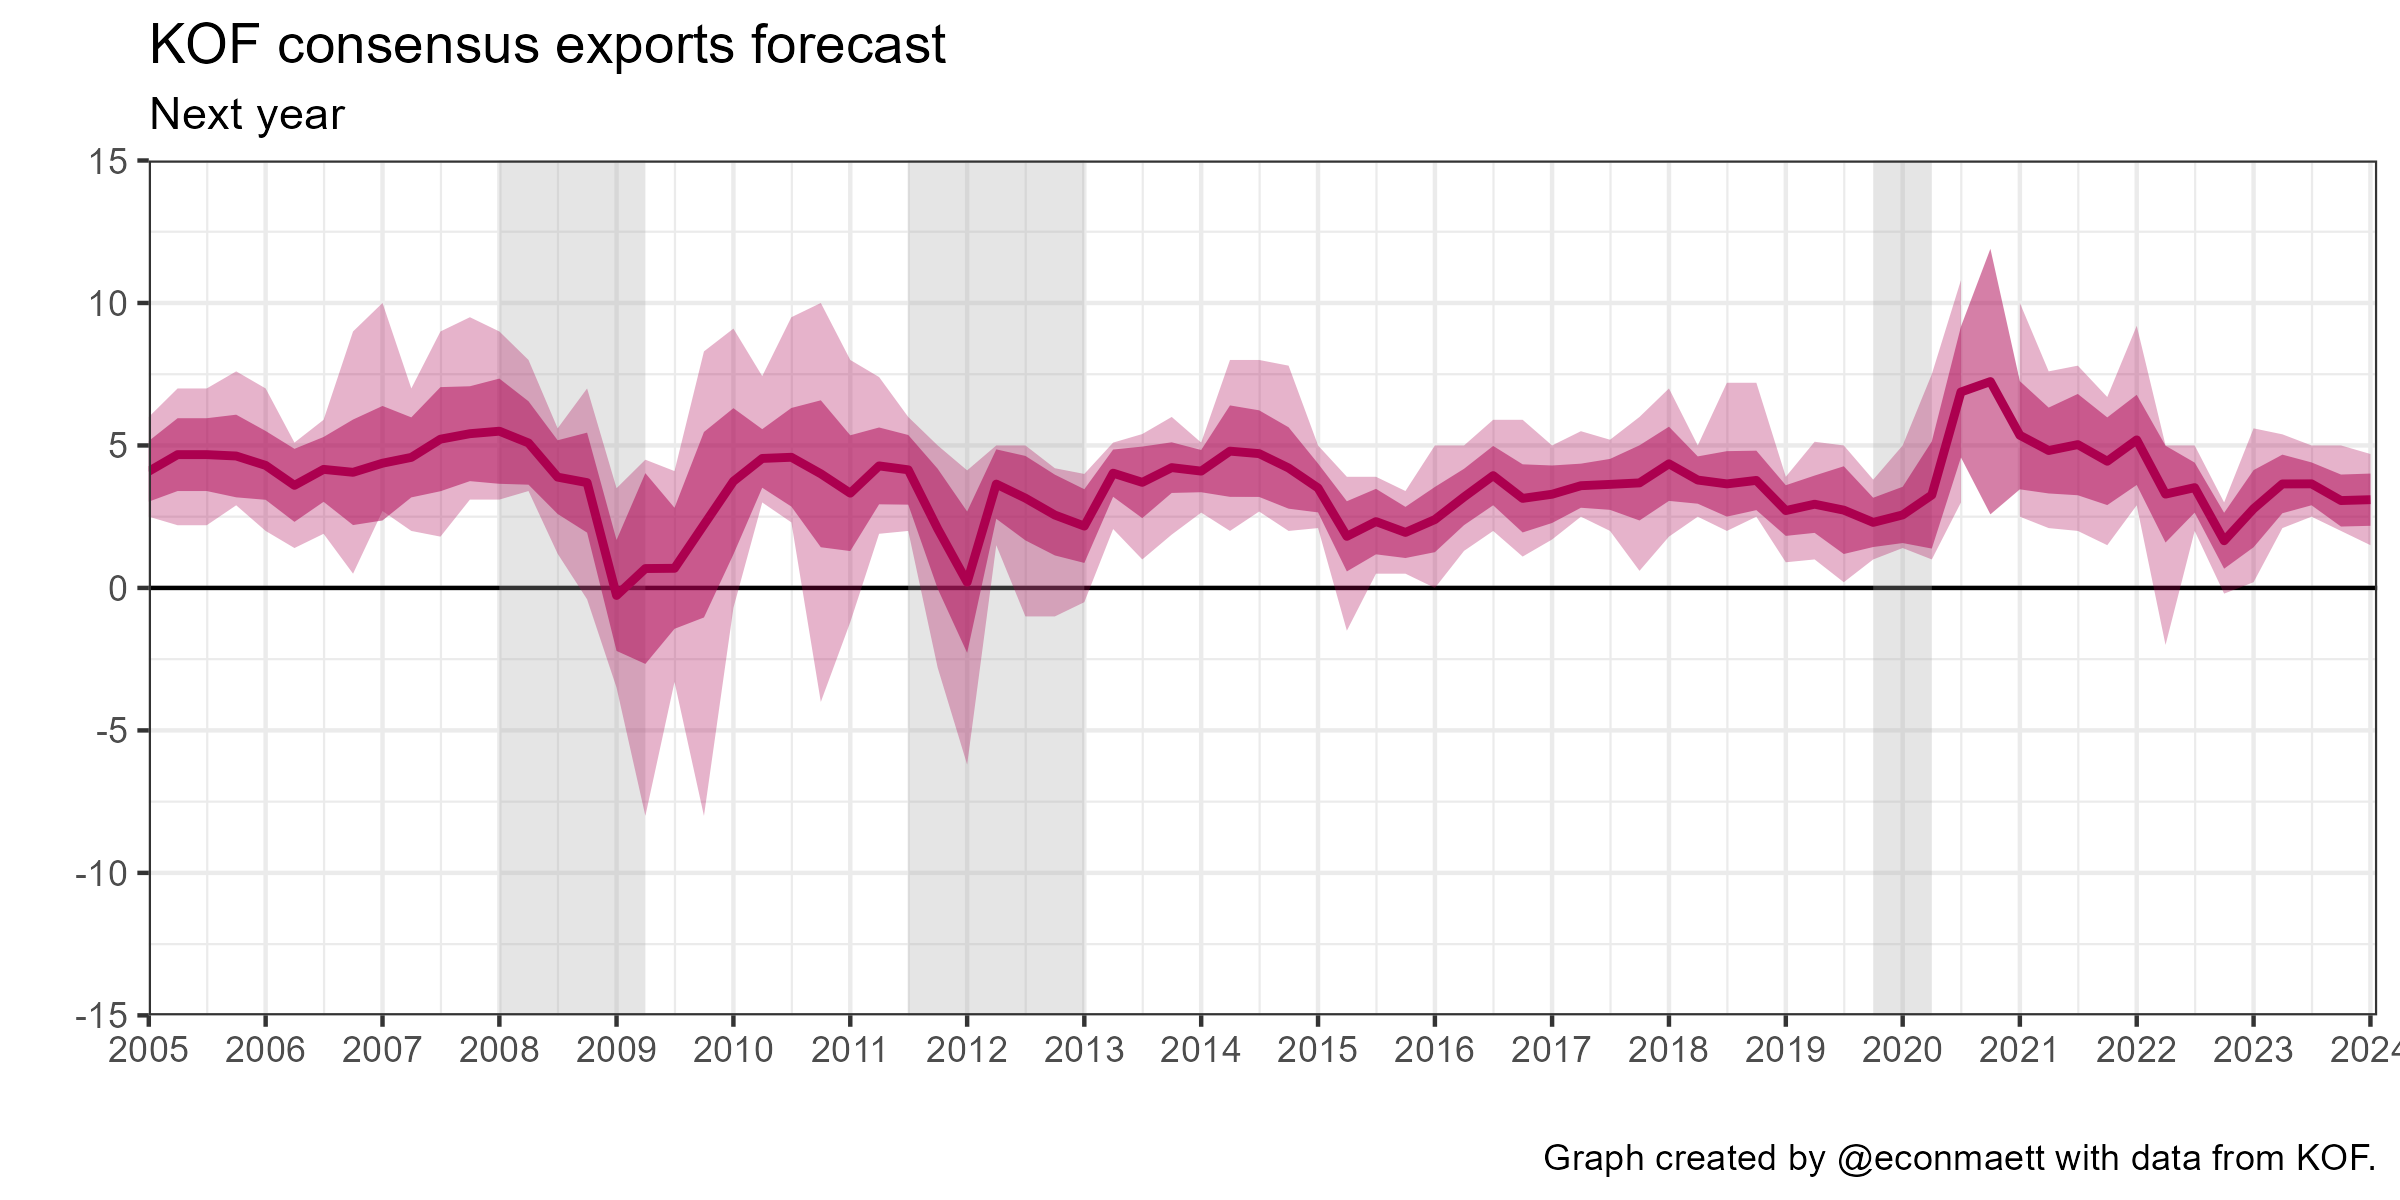 KOF consensus exports forecast
Next year
15
10
5
0
-5
-10
-15
2005 2006 2007 2008 2009 2010 2011 2012 2013 2014 2015 2016 2017 2018 2019 2020 2021 2022 2023 2024
Graph created by @econmaett with data from KOF.